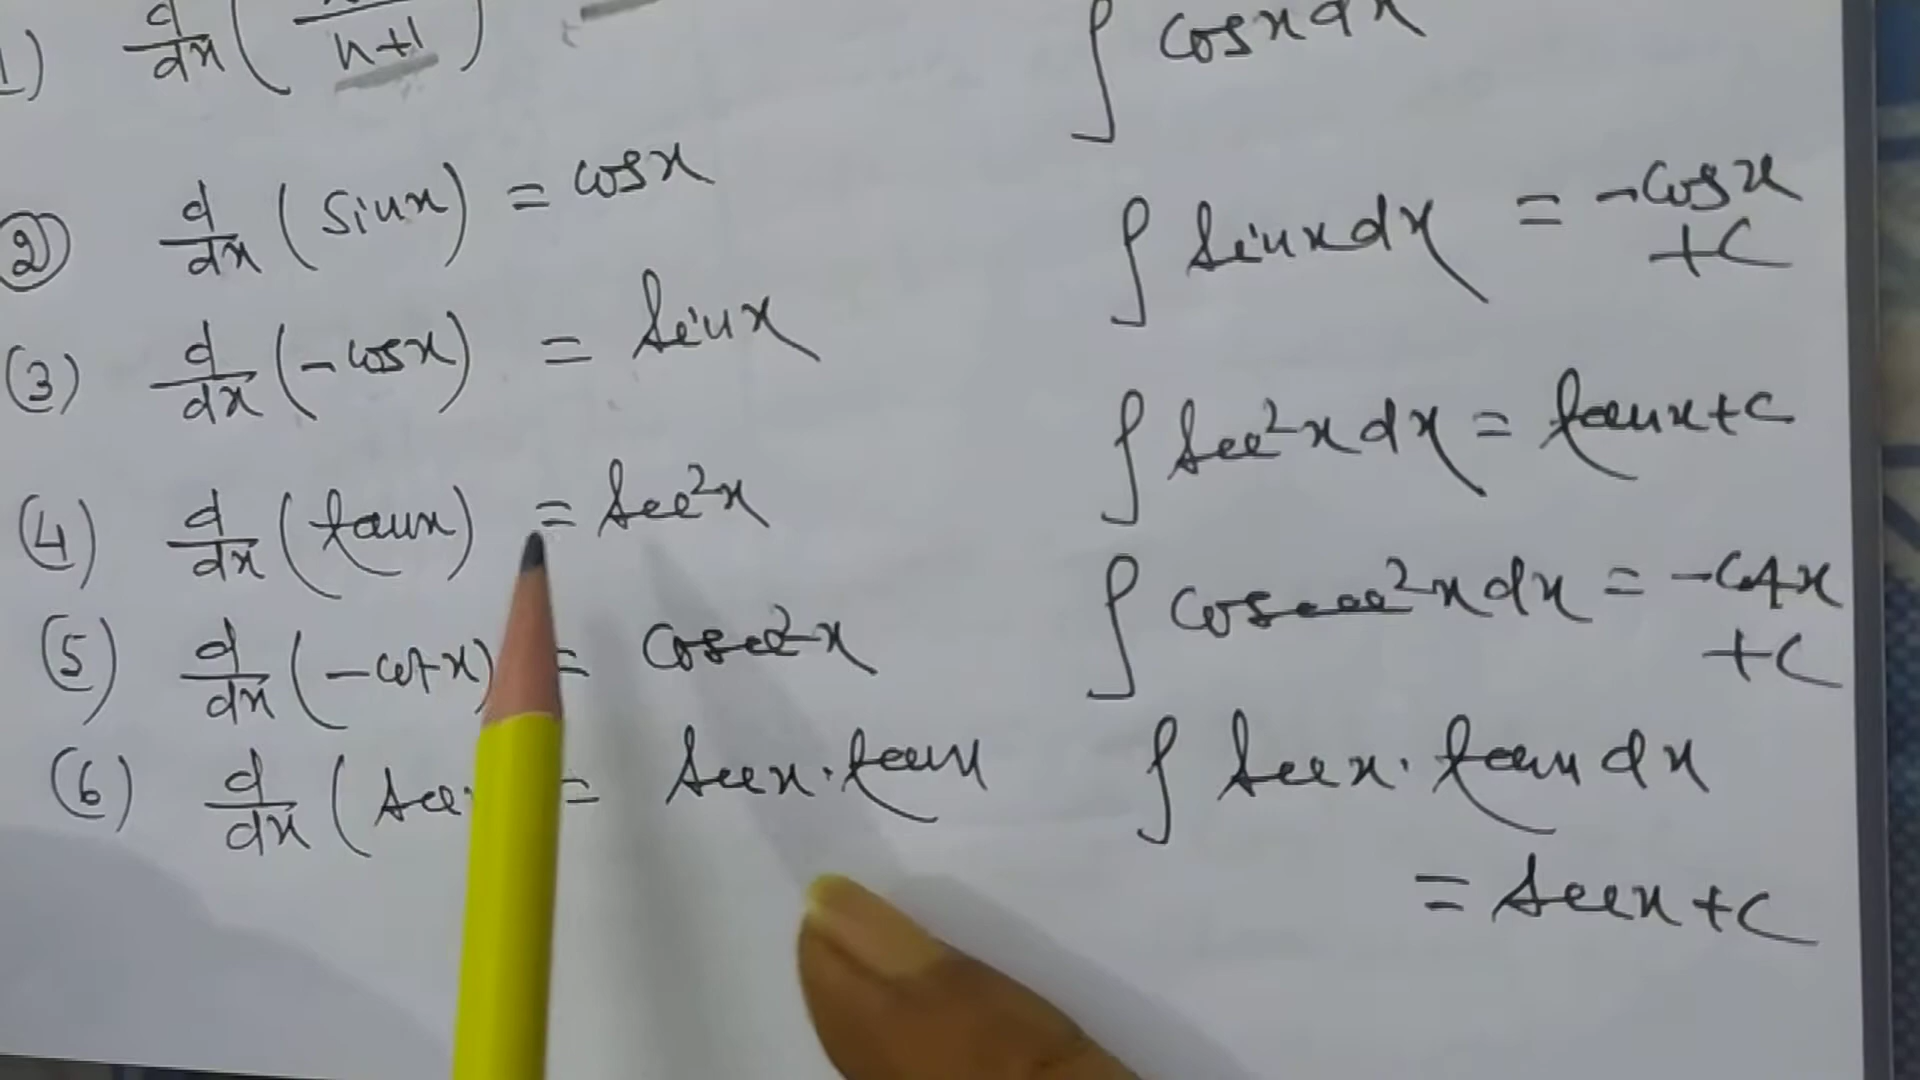 1) d/dx ( /n+1 )
∫ cosx dx
② d/dx (sinx) = cosx
∫ sinx dx = -cosx +C
(3) d/dx (-cosx) = sinx
∫ sec²x dx = tanx+c
(4) d/dx (tanx) = sec²x
∫ cosec²x dx = -cotx +C
(5) d/dx (-cotx) = cosec²x
∫ secx. tanx dx
(6) d/dx (sec = secx. tanx
= secx+c